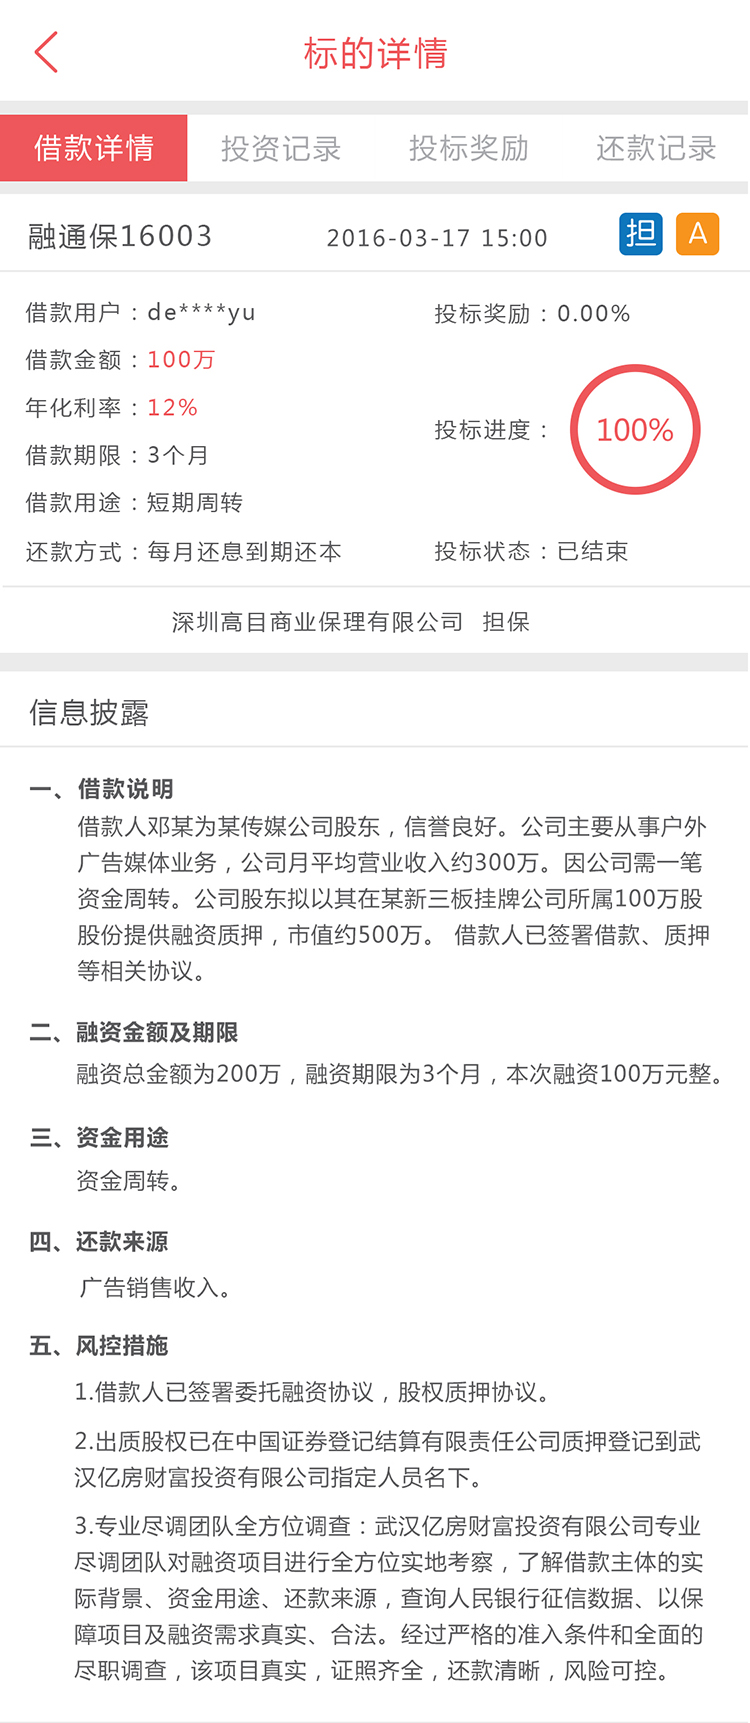 标的详情
借款详情 投资记录 投标奖励 还款记录
融通保16003 2016-03-17 15:00 担 A
借款用户：de****yu 投标奖励：0.00%
借款金额：100万
年化利率：12% 投标进度： 100%
借款期限：3个月
借款用途：短期周转
还款方式：每月还息到期还本 投标状态：已结束
深圳高目商业保理有限公司 担保
信息披露
一、借款说明
借款人邓某为某传媒公司股东，信誉良好。公司主要从事户外
广告媒体业务，公司月平均营业收入约300万。因公司需一笔
资金周转。公司股东拟以其在某新三板挂牌公司所属100万股
股份提供融资质押，市值约500万。 借款人已签署借款、质押
等相关协议。
二、融资金额及期限
融资总金额为200万，融资期限为3个月，本次融资100万元整。
三、资金用途
资金周转。
四、还款来源
广告销售收入。
五、风控措施
1.借款人已签署委托融资协议，股权质押协议。
2.出质股权已在中国证券登记结算有限责任公司质押登记到武
汉亿房财富投资有限公司指定人员名下。
3.专业尽调团队全方位调查：武汉亿房财富投资有限公司专业
尽调团队对融资项目进行全方位实地考察，了解借款主体的实
际背景、资金用途、还款来源，查询人民银行征信数据、以保
障项目及融资需求真实、合法。经过严格的准入条件和全面的
尽职调查，该项目真实，证照齐全，还款清晰，风险可控。